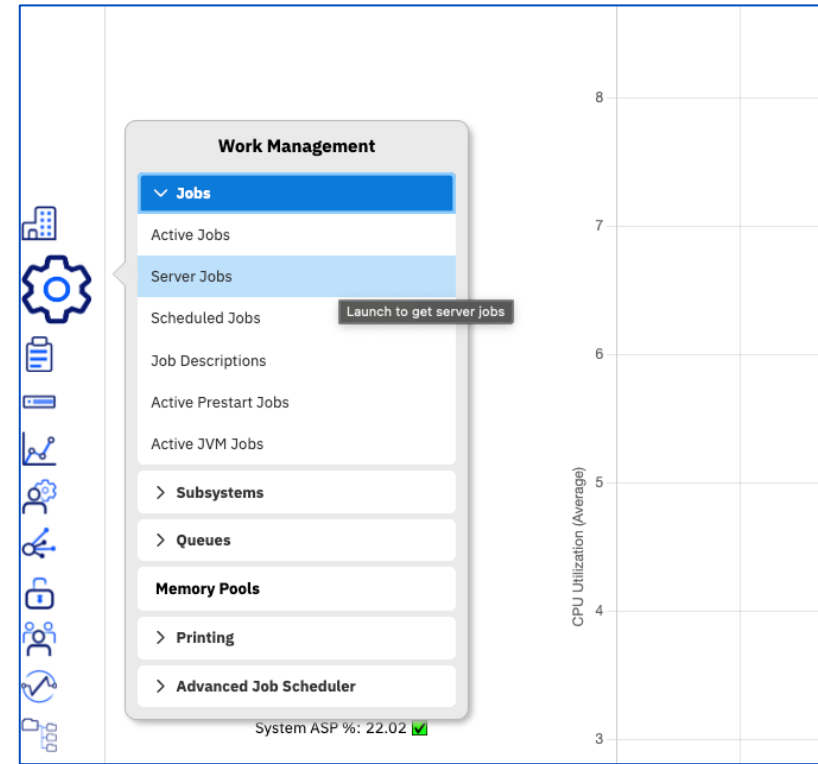 Work Management
Jobs
Active Jobs
Server Jobs
Launch to get server jobs
Scheduled Jobs
Job Descriptions
Active Prestart Jobs
Active JVM Jobs
Subsystems
Queues
Memory Pools
Printing
Advanced Job Scheduler
System ASP %: 22.02
CPU Utilization (Average)
8
7
6
5
4
3